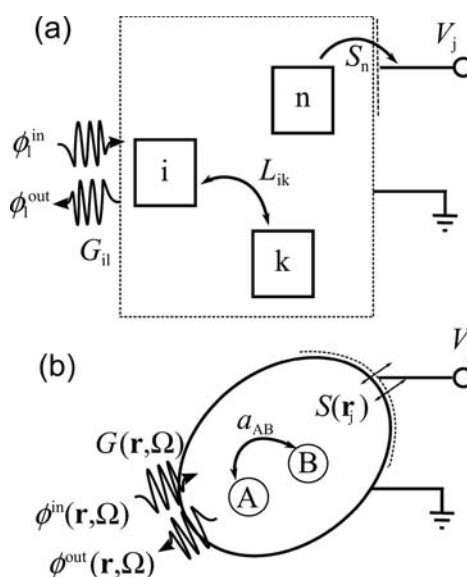 (a)
V_j
S_n
n
ϕ_l^in
i
L_ik
ϕ_l^out
G_il
k
(b)
V
S(r_j)
a_AB
G(r,Ω)
B
A
ϕ^in(r,Ω)
ϕ^out(r,Ω)